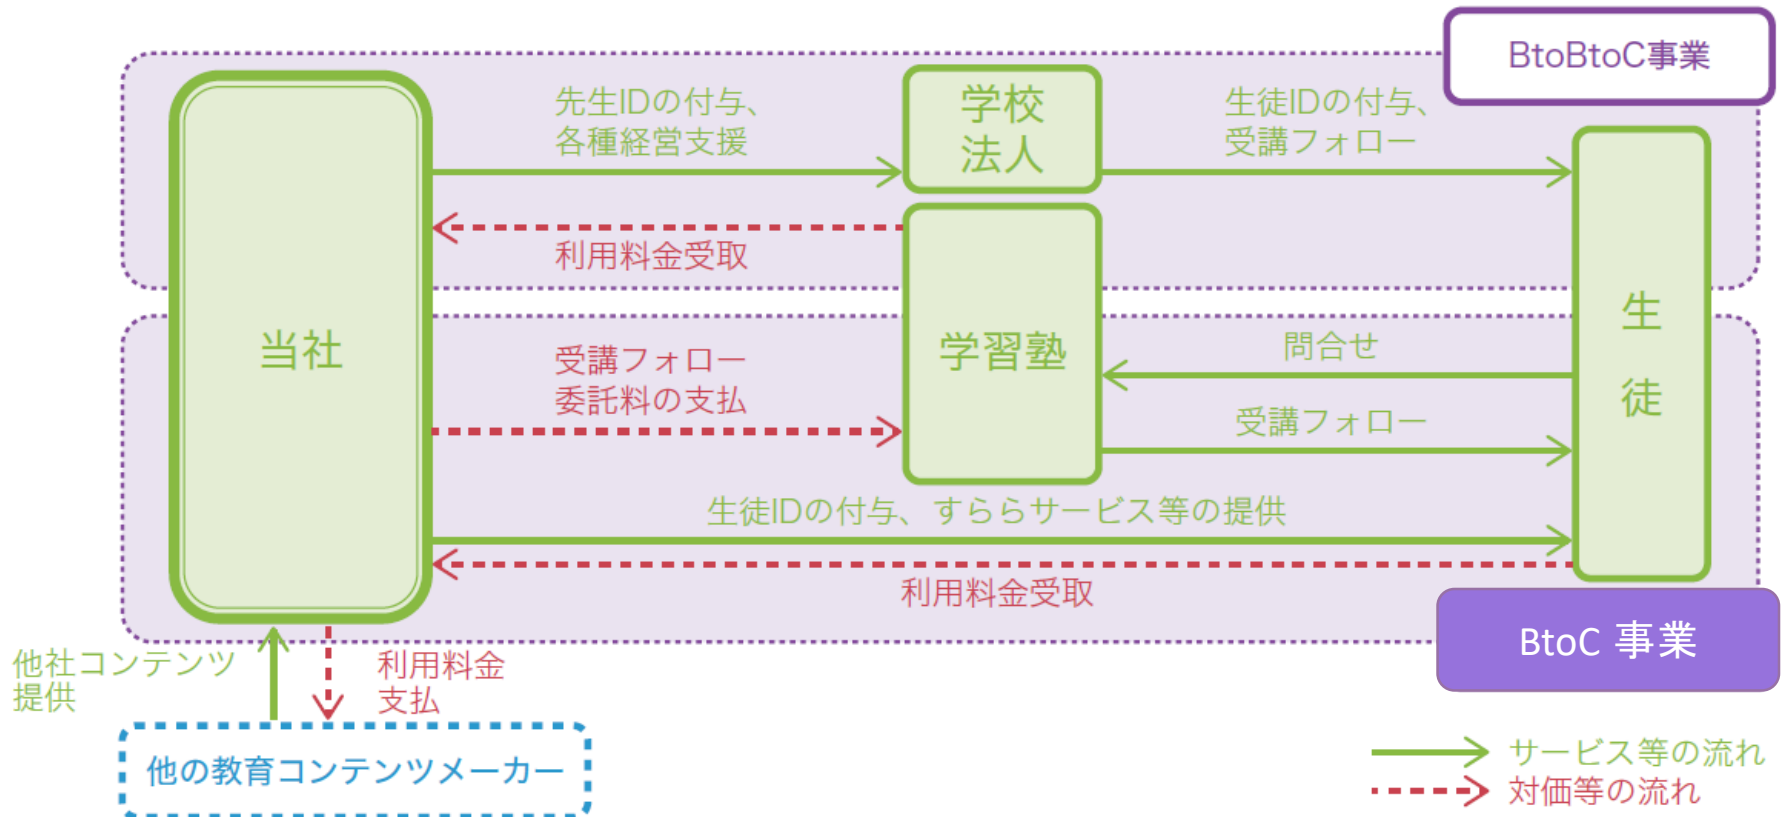 BtoBtoC事業
先生IDの付与、
各種経営支援
学校
法人
生徒IDの付与、
受講フォロー
利用料金受取
当社
受講フォロー
委託料の支払
学習塾
問合せ
受講フォロー
生徒
生徒IDの付与、すららサービス等の提供
利用料金受取
BtoC 事業
他社コンテンツ
提供
利用料金
支払
他の教育コンテンツメーカー
サービス等の流れ
対価等の流れ